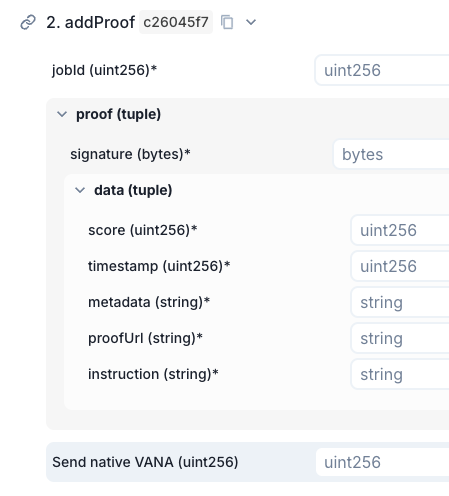 2. addProof c26045f7
jobId (uint256)* uint256
proof (tuple)
signature (bytes)* bytes
data (tuple)
score (uint256)* uint256
timestamp (uint256)* uint256
metadata (string)* string
proofUrl (string)* string
instruction (string)* string
Send native VANA (uint256) uint256